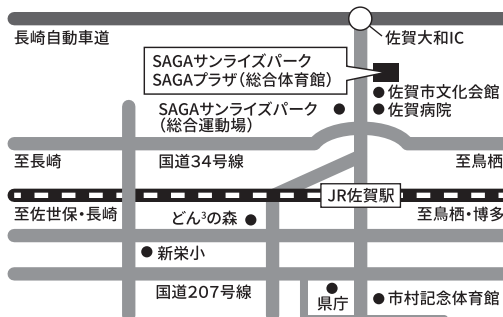 長崎自動車道
佐賀大和IC
SAGAサンライズパーク
SAGAプラザ(総合体育館)
佐賀市文化会館
SAGAサンライズパーク
(総合運動場)
佐賀病院
至長崎
国道34号線
至鳥栖
JR佐賀駅
至佐世保・長崎
どん³の森
至鳥栖・博多
新栄小
国道207号線
県庁
市村記念体育館